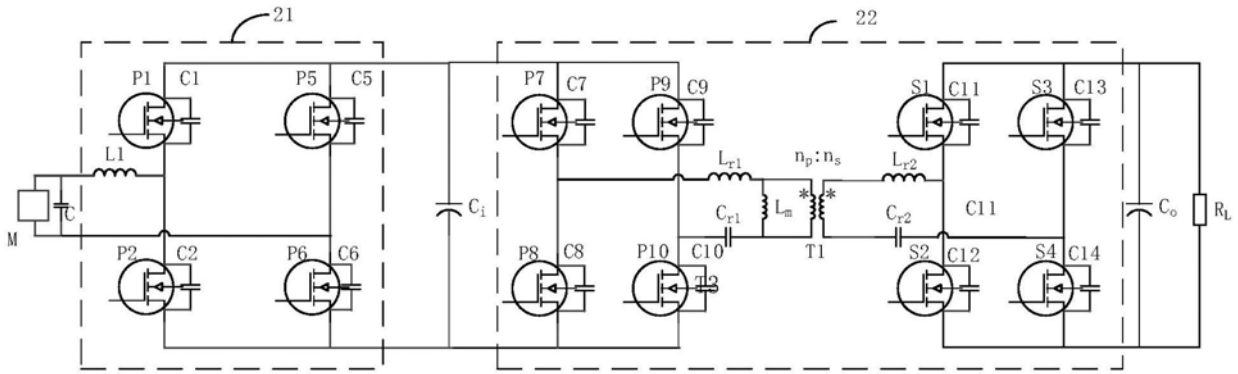 21
22
P1 C1 P5 C5 P7 C7 P9 C9 S1 C11 S3 C13
L1 Lr1 np:ns Lr2
* *
M C Ci Lm C11 Co RL
Cr1 T1 Cr2
P2 C2 P6 C6 P8 C8 P10 C10 S2 C12 S4 C14
T3